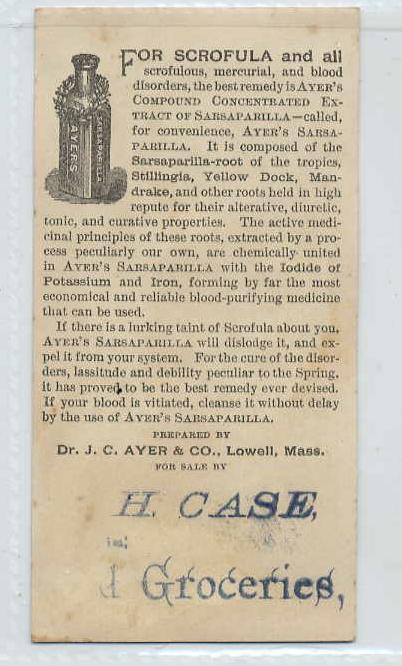 FOR SCROFULA and all
scrofulous, mercurial, and blood
disorders, the best remedy is AYER'S
COMPOUND CONCENTRATED EX-
TRACT OF SARSAPARILLA—called,
for convenience, AYER'S SARSA-
PARILLA. It is composed of the
Sarsaparilla-root of the tropics,
Stillingia, Yellow Dock, Man-
drake, and other roots held in high
repute for their alterative, diuretic,
tonic, and curative properties. The active medi-
cinal principles of these roots, extracted by a pro-
cess peculiarly our own, are chemically united
in AYER'S SARSAPARILLA with the Iodide of
Potassium and Iron, forming by far the most
economical and reliable blood-purifying medicine
that can be used.
If there is a lurking taint of Scrofula about you,
AYER'S SARSAPARILLA will dislodge it, and ex-
pel it from your system. For the cure of the disor-
ders, lassitude and debility peculiar to the Spring,
it has proved to be the best remedy ever devised.
If your blood is vitiated, cleanse it without delay
by the use of AYER'S SARSAPARILLA.
PREPARED BY
Dr. J. C. AYER & CO., Lowell, Mass.
FOR SALE BY
H. CASE,
Groceries,
AYER'S
SARSAPARILLA